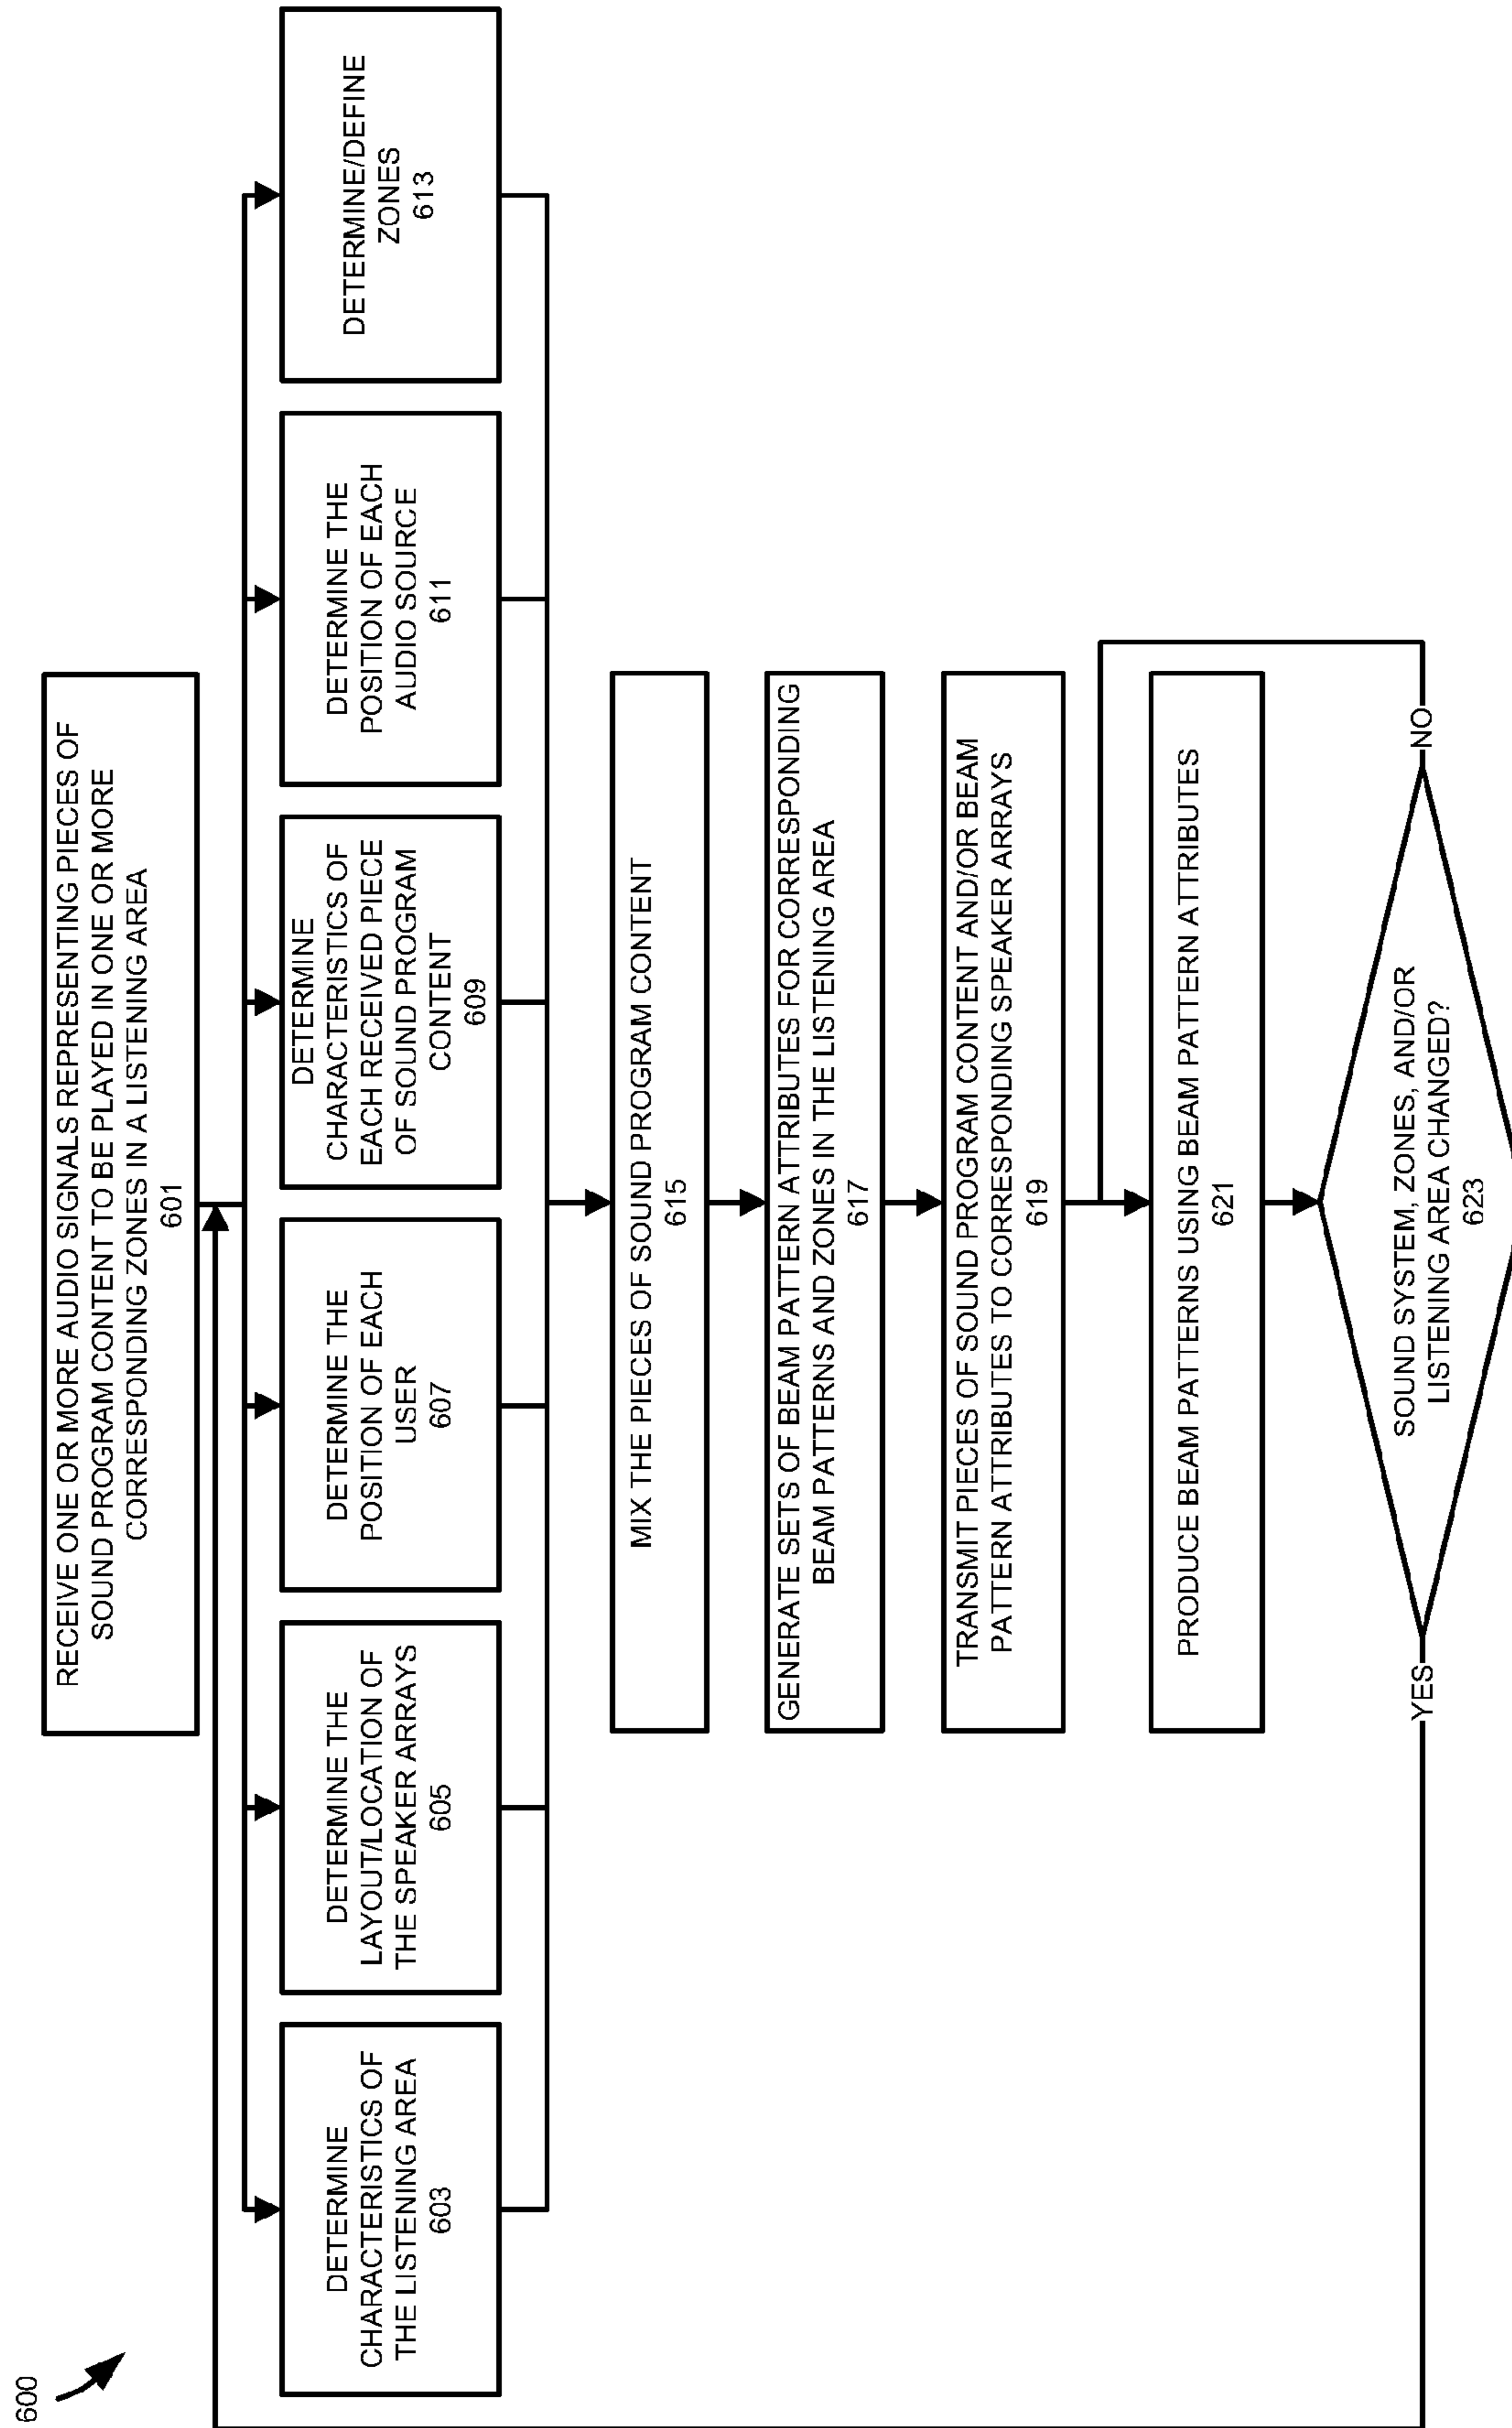 600
RECEIVE ONE OR MORE AUDIO SIGNALS REPRESENTING PIECES OF
SOUND PROGRAM CONTENT TO BE PLAYED IN ONE OR MORE
CORRESPONDING ZONES IN A LISTENING AREA
601
DETERMINE
CHARACTERISTICS OF
THE LISTENING AREA
603
DETERMINE THE
LAYOUT/LOCATION OF
THE SPEAKER ARRAYS
605
DETERMINE THE
POSITION OF EACH
USER
607
DETERMINE
CHARACTERISTICS OF
EACH RECEIVED PIECE
OF SOUND PROGRAM
CONTENT
609
DETERMINE THE
POSITION OF EACH
AUDIO SOURCE
611
DETERMINE/DEFINE
ZONES
613
MIX THE PIECES OF SOUND PROGRAM CONTENT
615
GENERATE SETS OF BEAM PATTERN ATTRIBUTES FOR CORRESPONDING
BEAM PATTERNS AND ZONES IN THE LISTENING AREA
617
TRANSMIT PIECES OF SOUND PROGRAM CONTENT AND/OR BEAM
PATTERN ATTRIBUTES TO CORRESPONDING SPEAKER ARRAYS
619
PRODUCE BEAM PATTERNS USING BEAM PATTERN ATTRIBUTES
621
SOUND SYSTEM, ZONES, AND/OR
LISTENING AREA CHANGED?
623
YES
NO